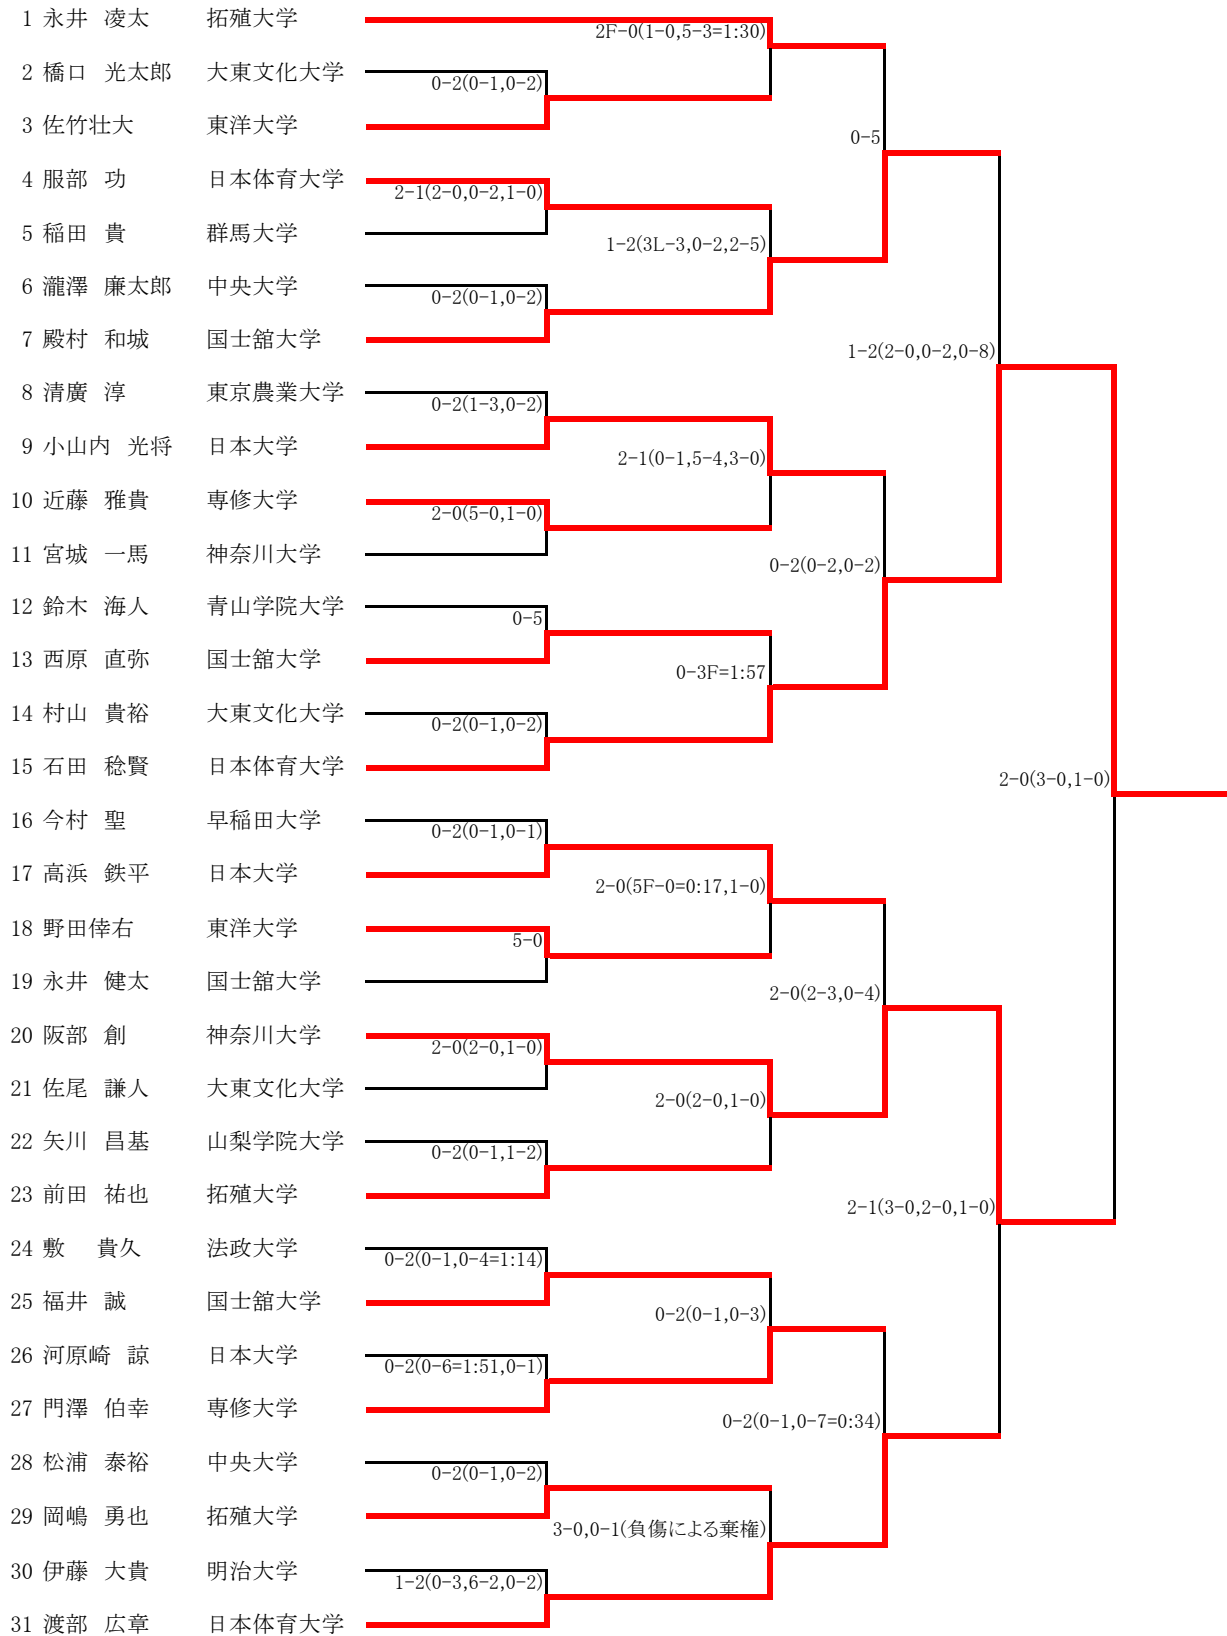 1 永井 凌太 拓殖大学
2F-0(1-0,5-3=1:30)
2 橋口 光太郎 大東文化大学
0-2(0-1,0-2)
3 佐竹壮大 東洋大学
0-5
4 服部 功 日本体育大学
2-1(2-0,0-2,1-0)
5 稲田 貴 群馬大学
1-2(3L-3,0-2,2-5)
6 瀧澤 廉太郎 中央大学
0-2(0-1,0-2)
7 殿村 和城 国士舘大学
1-2(2-0,0-2,0-8)
8 清廣 淳 東京農業大学
0-2(1-3,0-2)
9 小山内 光将 日本大学
2-1(0-1,5-4,3-0)
10 近藤 雅貴 専修大学
2-0(5-0,1-0)
11 宮城 一馬 神奈川大学
0-2(0-2,0-2)
12 鈴木 海人 青山学院大学
0-5
13 西原 直弥 国士舘大学
0-3F=1:57
14 村山 貴裕 大東文化大学
0-2(0-1,0-2)
15 石田 稔賢 日本体育大学
2-0(3-0,1-0)
16 今村 聖 早稲田大学
0-2(0-1,0-1)
17 高浜 鉄平 日本大学
2-0(5F-0=0:17,1-0)
18 野田倖右 東洋大学
5-0
19 永井 健太 国士舘大学
2-0(2-3,0-4)
20 阪部 創 神奈川大学
2-0(2-0,1-0)
21 佐尾 謙人 大東文化大学
2-0(2-0,1-0)
22 矢川 昌基 山梨学院大学
0-2(0-1,1-2)
23 前田 祐也 拓殖大学
2-1(3-0,2-0,1-0)
24 敷 貴久 法政大学
0-2(0-1,0-4=1:14)
25 福井 誠 国士舘大学
0-2(0-1,0-3)
26 河原崎 諒 日本大学
0-2(0-6=1:51,0-1)
27 門澤 伯幸 専修大学
0-2(0-1,0-7=0:34)
28 松浦 泰裕 中央大学
0-2(0-1,0-2)
29 岡嶋 勇也 拓殖大学
3-0,0-1(負傷による棄権)
30 伊藤 大貴 明治大学
1-2(0-3,6-2,0-2)
31 渡部 広章 日本体育大学